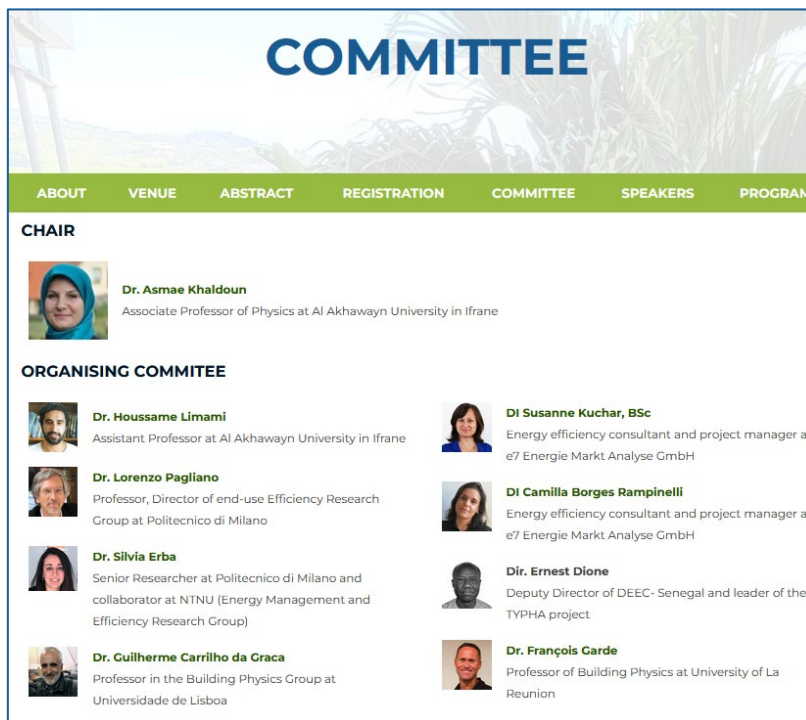 COMMITTEE
ABOUT VENUE ABSTRACT REGISTRATION COMMITTEE SPEAKERS PROGRAM
CHAIR
Dr. Asmae Khaldoun
Associate Professor of Physics at Al Akhawayn University in Ifrane
ORGANISING COMMITEE
Dr. Houssame Limami
Assistant Professor at Al Akhawayn University in Ifrane
Dr. Lorenzo Pagliano
Professor, Director of end-use Efficiency Research
Group at Politecnico di Milano
Dr. Silvia Erba
Senior Researcher at Politecnico di Milano and
collaborator at NTNU (Energy Management and
Efficiency Research Group)
Dr. Guilherme Carrilho da Graca
Professor in the Building Physics Group at
Universidade de Lisboa
DI Susanne Kuchar, BSc
Energy efficiency consultant and project manager a
e7 Energie Markt Analyse GmbH
DI Camilla Borges Rampinelli
Energy efficiency consultant and project manager a
e7 Energie Markt Analyse GmbH
Dir. Ernest Dione
Deputy Director of DEEC- Senegal and leader of the
TYPHA project
Dr. François Garde
Professor of Building Physics at University of La
Reunion